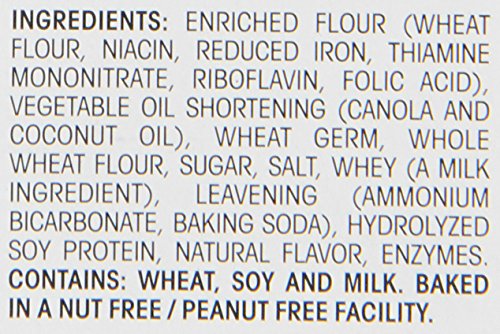 INGREDIENTS: ENRICHED FLOUR (WHEAT
FLOUR, NIACIN, REDUCED IRON, THIAMINE
MONONITRATE, RIBOFLAVIN, FOLIC ACID),
VEGETABLE OIL SHORTENING (CANOLA AND
COCONUT OIL), WHEAT GERM, WHOLE
WHEAT FLOUR, SUGAR, SALT, WHEY (A MILK
INGREDIENT), LEAVENING (AMMONIUM
BICARBONATE, BAKING SODA), HYDROLYZED
SOY PROTEIN, NATURAL FLAVOR, ENZYMES.
CONTAINS: WHEAT, SOY AND MILK. BAKED
IN A NUT FREE / PEANUT FREE FACILITY.